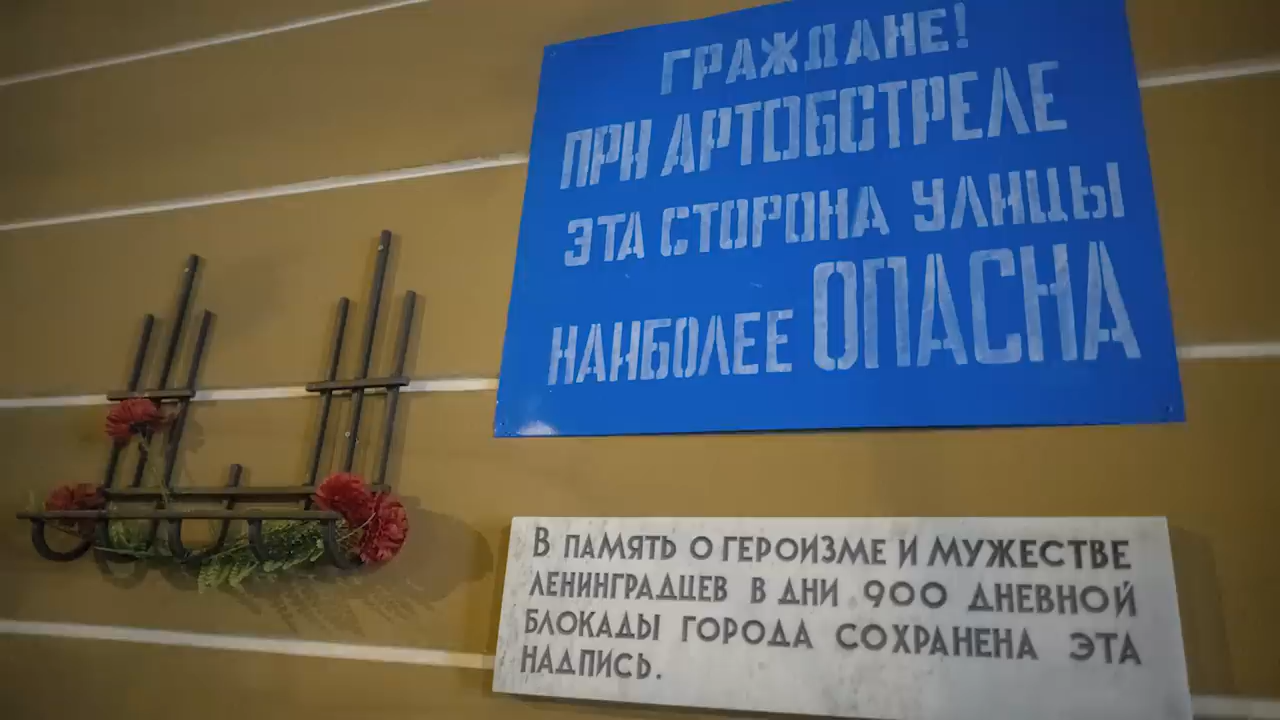 ГРАЖДАНЕ!
ПРИ АРТОБСТРЕЛЕ
ЭТА СТОРОНА УЛИЦЫ
НАИБОЛЕЕ ОПАСНА
В ПАМЯТЬ О ГЕРОИЗМЕ И МУЖЕСТВЕ
ЛЕНИНГРАДЦЕВ В ДНИ 900 ДНЕВНОЙ
БЛОКАДЫ ГОРОДА СОХРАНЕНА ЭТА
НАДПИСЬ.